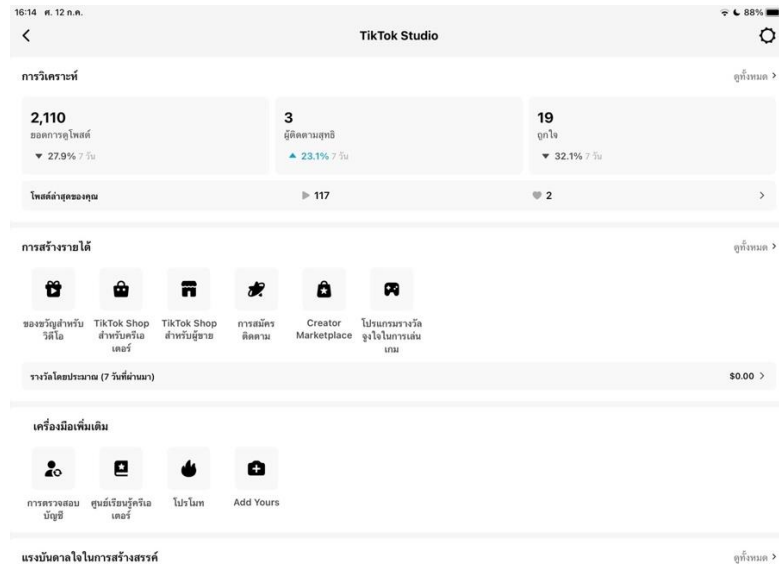 16:14 ศ. 12 ก.ค.
88%
TikTok Studio
การวิเคราะห์
ดูทั้งหมด >
2,110
ยอดการดูโพสต์
▼ 27.9% 7 วัน
3
ผู้ติดตามสุทธิ
▲ 23.1% 7 วัน
19
ถูกใจ
▼ 32.1% 7 วัน
โพสต์ล่าสุดของคุณ
117
2
การสร้างรายได้
ดูทั้งหมด >
ของขวัญสำหรับ
วิดีโอ
TikTok Shop
สำหรับครีเอ
เตอร์
TikTok Shop
สำหรับผู้ขาย
การสมัคร
ติดตาม
Creator
Marketplace
โปรแกรมรางวัล
จูงใจในการเล่น
เกม
รางวัลโดยประมาณ (7 วันที่ผ่านมา)
$0.00 >
เครื่องมือเพิ่มเติม
การตรวจสอบ
บัญชี
ศูนย์เรียนรู้ครีเอ
เตอร์
โปรโมท
Add Yours
แรงบันดาลใจในการสร้างสรรค์
ดูทั้งหมด >